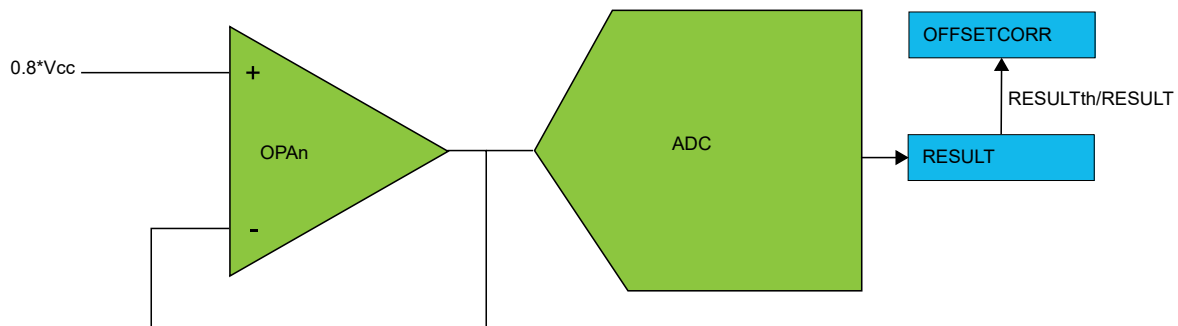 OFFSETCORR
0.8*Vcc
+
RESULTth/RESULT
OPAn
ADC
RESULT
-